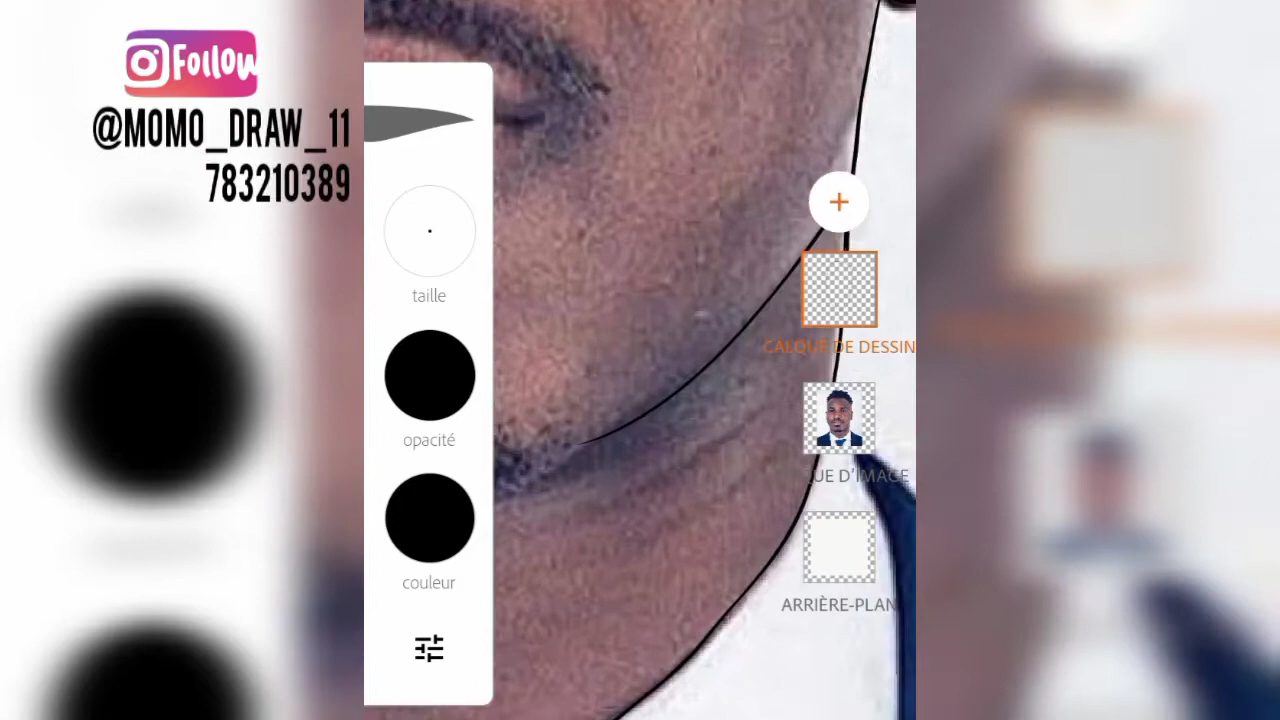 Follow
@MOMO_DRAW_11
783210389
taille
opacité
couleur
CALQUE DE DESSIN
UE D'IMAGE
ARRIÈRE-PLAN